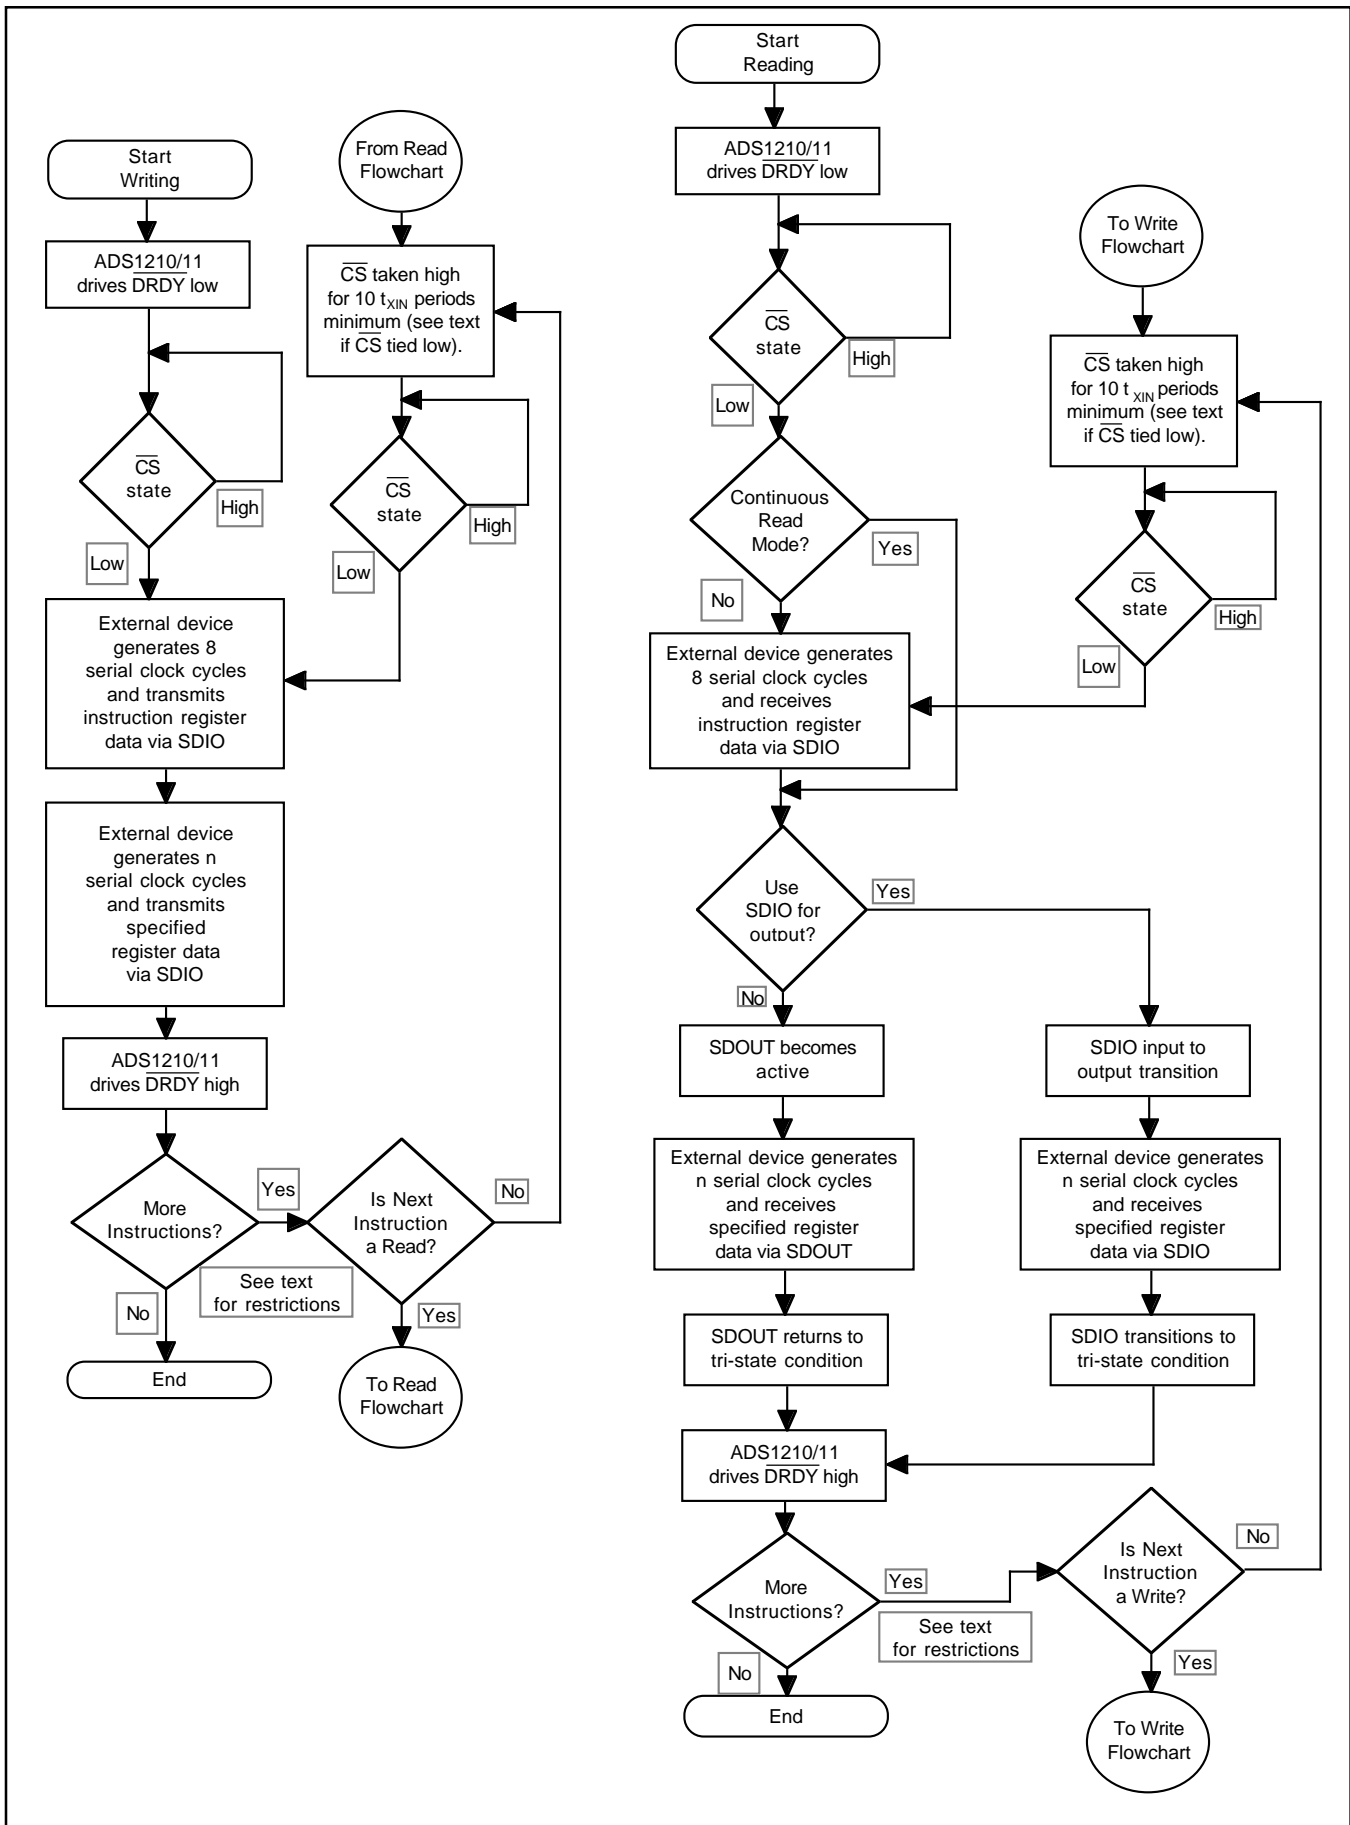 Start
Writing
ADS1210/11
drives DRDY low
CS
state
High
Low
External device
generates 8
serial clock cycles
and transmits
instruction register
data via SDIO
External device
generates n
serial clock cycles
and transmits
specified
register data
via SDIO
ADS1210/11
drives DRDY high
More
Instructions?
Yes
See text
for restrictions
No
End
From Read
Flowchart
CS taken high
for 10 tXIN periods
minimum (see text
if CS tied low).
CS
state
High
Low
Is Next
Instruction
a Read?
No
Yes
To Read
Flowchart
Start
Reading
ADS1210/11
drives DRDY low
CS
state
High
Low
Continuous
Read
Mode?
Yes
No
External device generates
8 serial clock cycles
and receives
instruction register
data via SDIO
Use
SDIO for
output?
Yes
No
SDOUT becomes
active
External device generates
n serial clock cycles
and receives
specified register
data via SDOUT
SDOUT returns to
tri-state condition
ADS1210/11
drives DRDY high
More
Instructions?
Yes
See text
for restrictions
No
End
To Write
Flowchart
CS taken high
for 10 t XIN periods
minimum (see text
if CS tied low).
CS
state
High
Low
SDIO input to
output transition
External device generates
n serial clock cycles
and receives
specified register
data via SDIO
SDIO transitions to
tri-state condition
Is Next
Instruction
a Write?
No
Yes
To Write
Flowchart